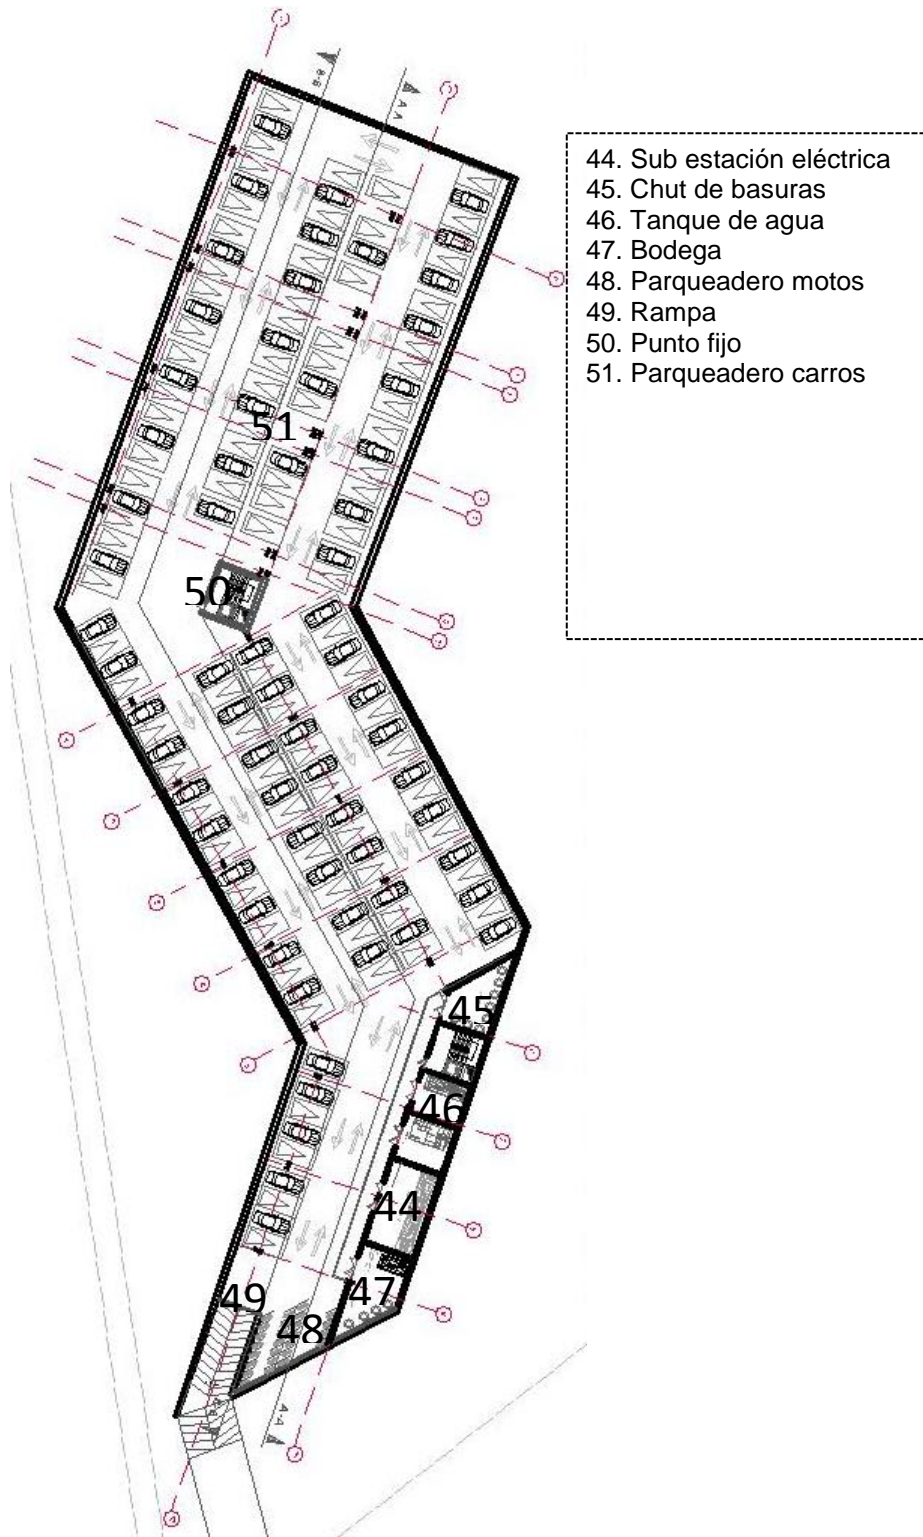 B-B
A A
44. Sub estación eléctrica
45. Chut de basuras
46. Tanque de agua
47. Bodega
48. Parqueadero motos
49. Rampa
50. Punto fijo
51. Parqueadero carros
51
50
45
46
44
49
47
48
A-A